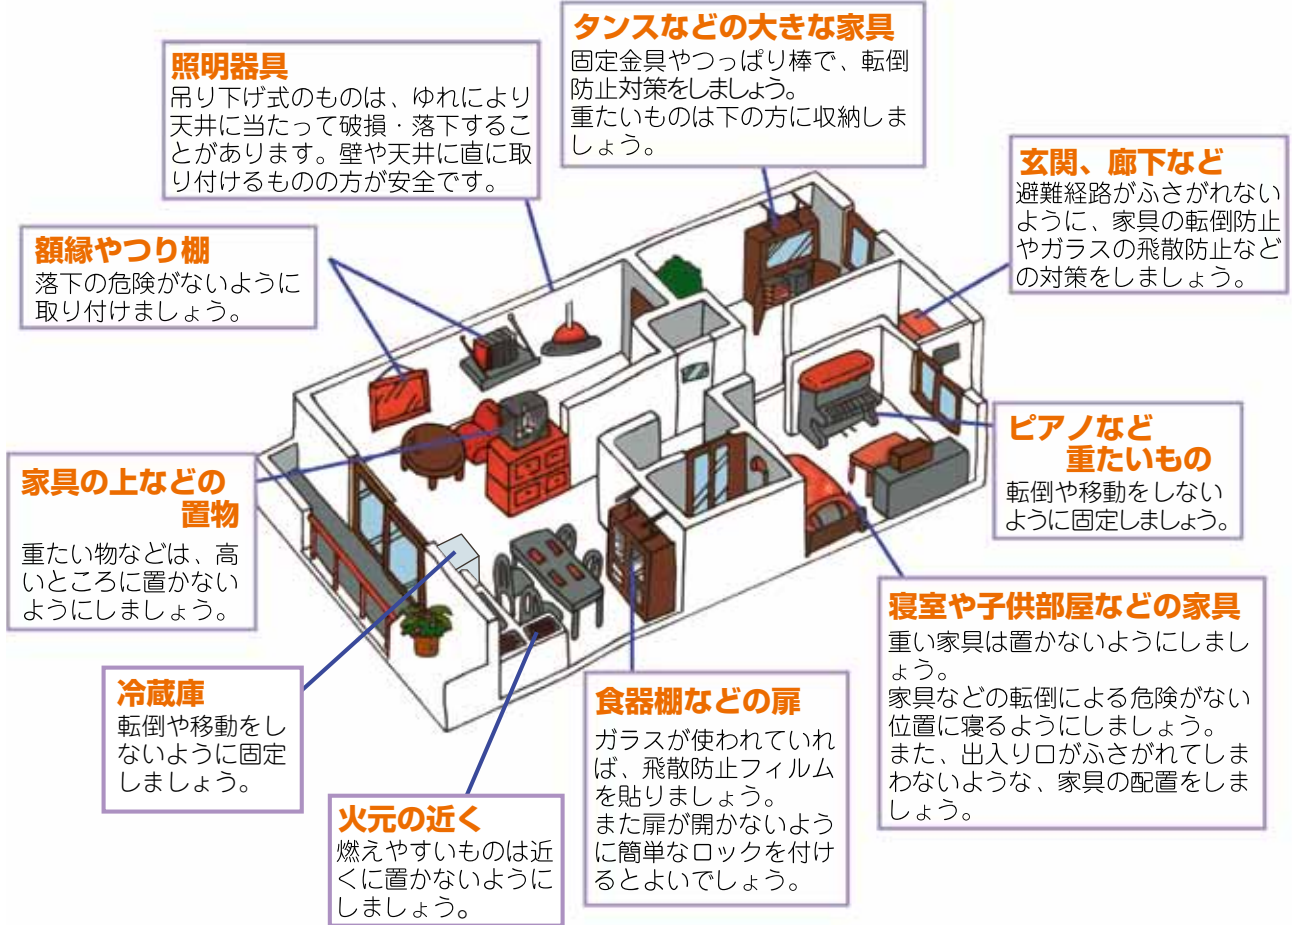 タンスなどの大きな家具
固定金具やつっぱり棒で、転倒
防止対策をしましょう。
重たいものは下の方に収納しま
しょう。
照明器具
吊り下げ式のものは、ゆれにより
天井に当たって破損・落下するこ
とがあります。壁や天井に直に取
り付けるものの方が安全です。
玄関、廊下など
避難経路がふさがれない
ように、家具の転倒防止
やガラスの飛散防止など
の対策をしましょう。
額縁やつり棚
落下の危険がないように
取り付けましょう。
ピアノなど
重たいもの
転倒や移動をしない
ように固定しましょう。
家具の上などの
置物
重たい物などは、高
いところに置かない
ようにしましょう。
寝室や子供部屋などの家具
重い家具は置かないようにしまし
ょう。
家具などの転倒による危険がない
位置に寝るようにしましょう。
また、出入り口がふさがれてしま
わないような、家具の配置をしま
しょう。
冷蔵庫
転倒や移動をし
ないように固定
しましょう。
食器棚などの扉
ガラスが使われていれ
ば、飛散防止フィルム
を貼りましょう。
また扉が開かないよう
に簡単なロックを付け
るとよいでしょう。
火元の近く
燃えやすいものは近
くに置かないように
しましょう。